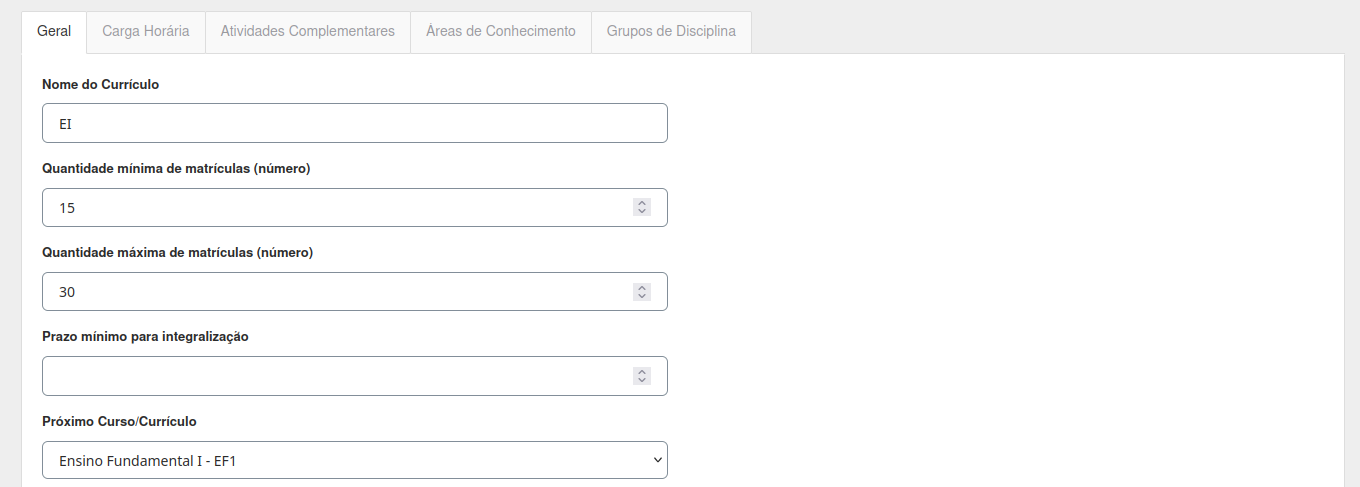 Geral Carga Horária Atividades Complementares Áreas de Conhecimento Grupos de Disciplina
Nome do Currículo
EI
Quantidade mínima de matrículas (número)
15
Quantidade máxima de matrículas (número)
30
Prazo mínimo para integralização
Próximo Curso/Currículo
Ensino Fundamental I - EF1